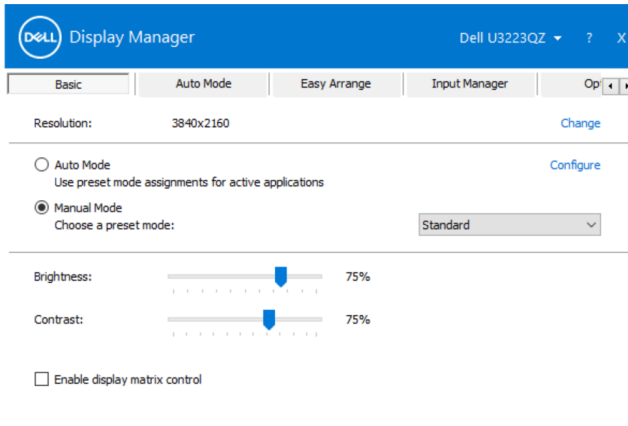 DELL Display Manager Dell U3223QZ ? X
Basic Auto Mode Easy Arrange Input Manager Op
Resolution: 3840x2160 Change
Auto Mode Configure
Use preset mode assignments for active applications
Manual Mode
Choose a preset mode: Standard
Brightness: 75%
Contrast: 75%
Enable display matrix control